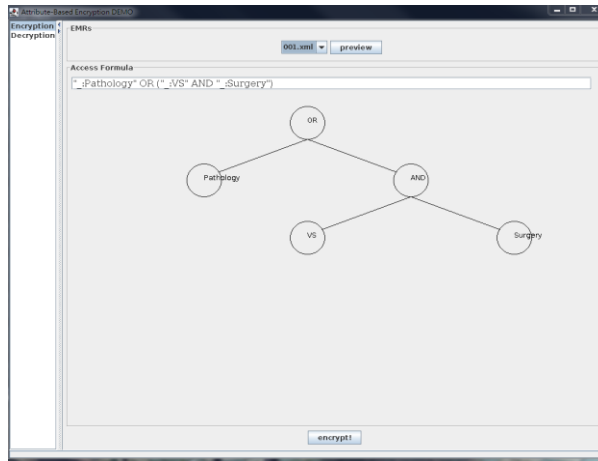 Attribute-Based Encryption DEMO
Encryption
Decryption
EMRs
001.xml preview
Access Formula
"_:Pathology" OR ("_:VS" AND "_:Surgery")
OR
Pathology
AND
VS
Surgery
encrypt!